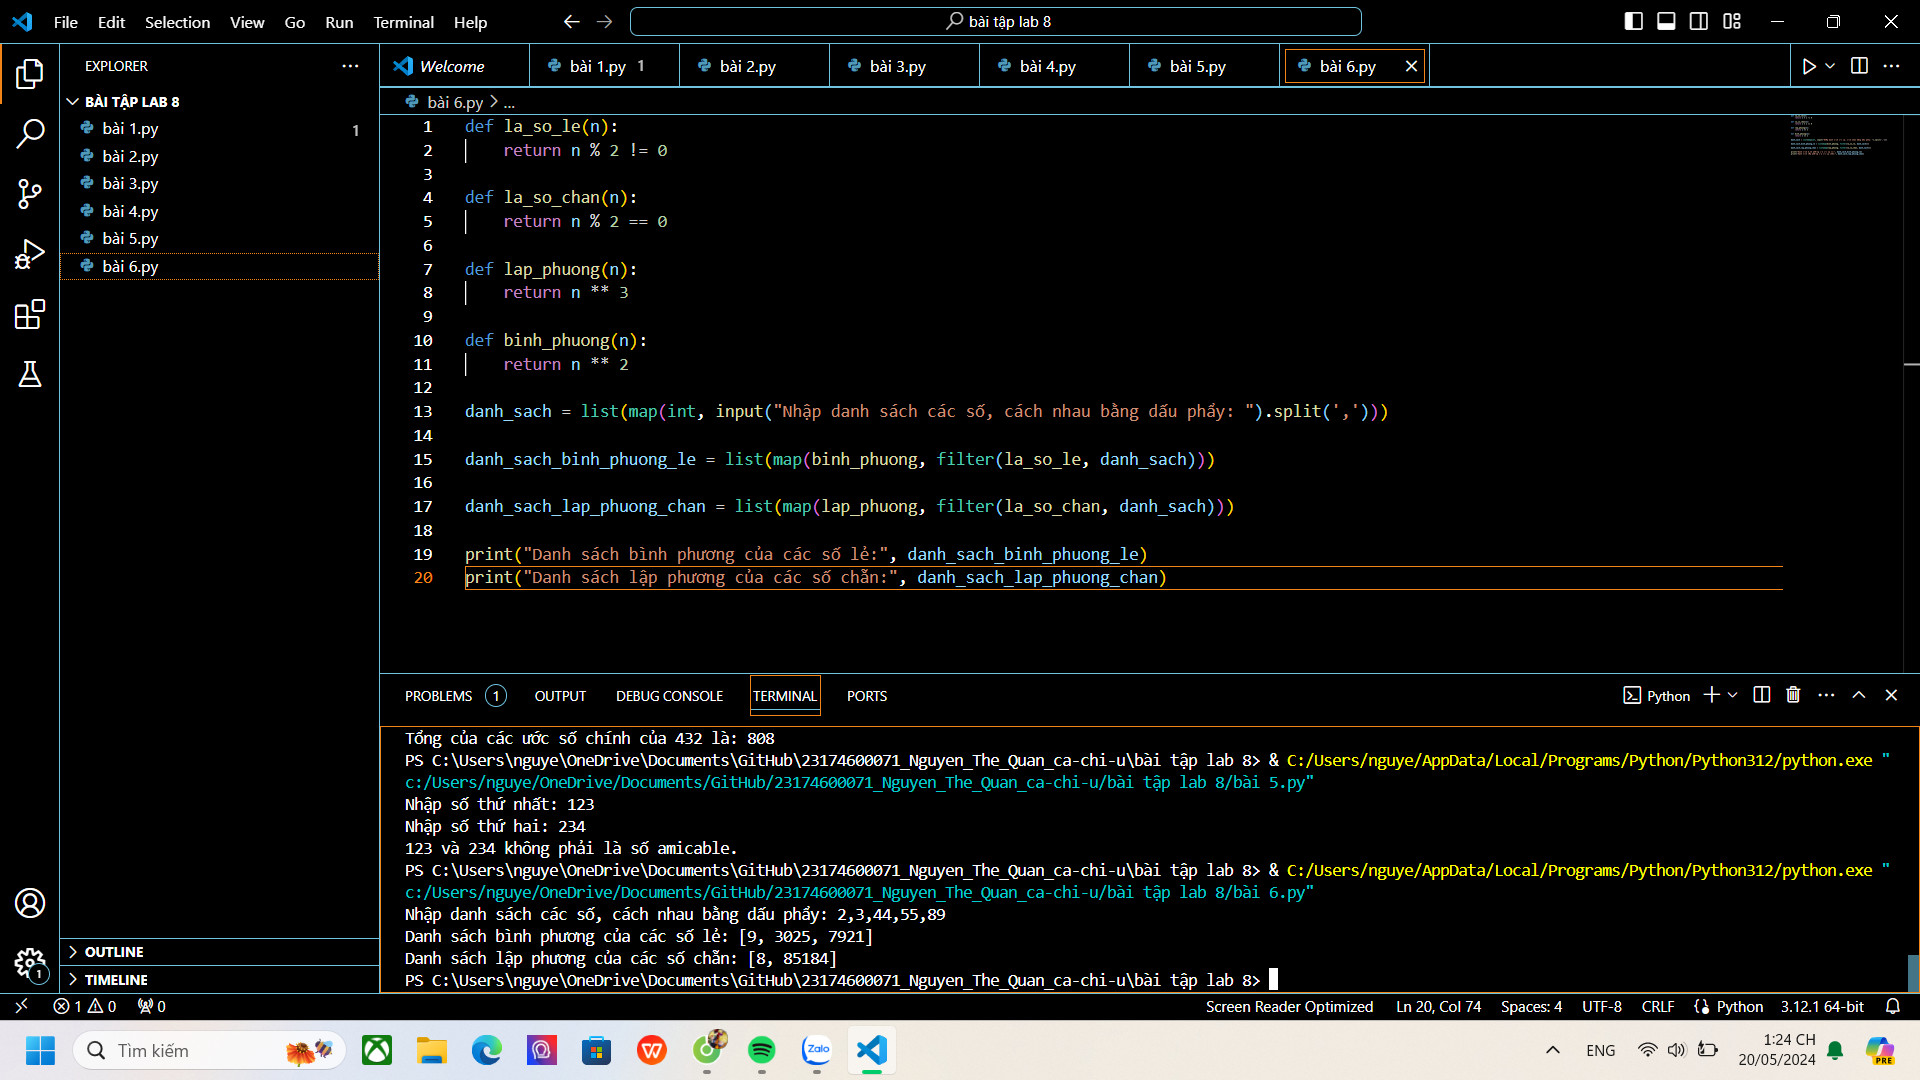 File Edit Selection View Go Run Terminal Help
bài tập lab 8
EXPLORER
BÀI TẬP LAB 8
bài 1.py 1
bài 2.py
bài 3.py
bài 4.py
bài 5.py
bài 6.py
OUTLINE
TIMELINE
Welcome bài 1.py 1 bài 2.py bài 3.py bài 4.py bài 5.py bài 6.py
bài 6.py > ...
1 def la_so_le(n):
2 return n % 2 != 0
3
4 def la_so_chan(n):
5 return n % 2 == 0
6
7 def lap_phuong(n):
8 return n ** 3
9
10 def binh_phuong(n):
11 return n ** 2
12
13 danh_sach = list(map(int, input("Nhập danh sách các số, cách nhau bằng dấu phẩy: ").split(',')))
14
15 danh_sach_binh_phuong_le = list(map(binh_phuong, filter(la_so_le, danh_sach)))
16
17 danh_sach_lap_phuong_chan = list(map(lap_phuong, filter(la_so_chan, danh_sach)))
18
19 print("Danh sách bình phương của các số lẻ:", danh_sach_binh_phuong_le)
20 print("Danh sách lập phương của các số chẵn:", danh_sach_lap_phuong_chan)
PROBLEMS 1 OUTPUT DEBUG CONSOLE TERMINAL PORTS
Python
Tổng của các ước số chính của 432 là: 808
PS C:\Users\nguye\OneDrive\Documents\GitHub\23174600071_Nguyen_The_Quan_ca-chi-u\bài tập lab 8> & C:/Users/nguye/AppData/Local/Programs/Python/Python312/python.exe "
c:/Users/nguye/OneDrive/Documents/GitHub/23174600071_Nguyen_The_Quan_ca-chi-u/bài tập lab 8/bài 5.py"
Nhập số thứ nhất: 123
Nhập số thứ hai: 234
123 và 234 không phải là số amicable.
PS C:\Users\nguye\OneDrive\Documents\GitHub\23174600071_Nguyen_The_Quan_ca-chi-u\bài tập lab 8> & C:/Users/nguye/AppData/Local/Programs/Python/Python312/python.exe "
c:/Users/nguye/OneDrive/Documents/GitHub/23174600071_Nguyen_The_Quan_ca-chi-u/bài tập lab 8/bài 6.py"
Nhập danh sách các số, cách nhau bằng dấu phẩy: 2,3,44,55,89
Danh sách bình phương của các số lẻ: [9, 3025, 7921]
Danh sách lập phương của các số chẵn: [8, 85184]
PS C:\Users\nguye\OneDrive\Documents\GitHub\23174600071_Nguyen_The_Quan_ca-chi-u\bài tập lab 8>
1
1 0 0 Screen Reader Optimized Ln 20, Col 74 Spaces: 4 UTF-8 CRLF Python 3.12.1 64-bit
Tìm kiếm
Zalo
ENG
1:24 CH
20/05/2024
PRE